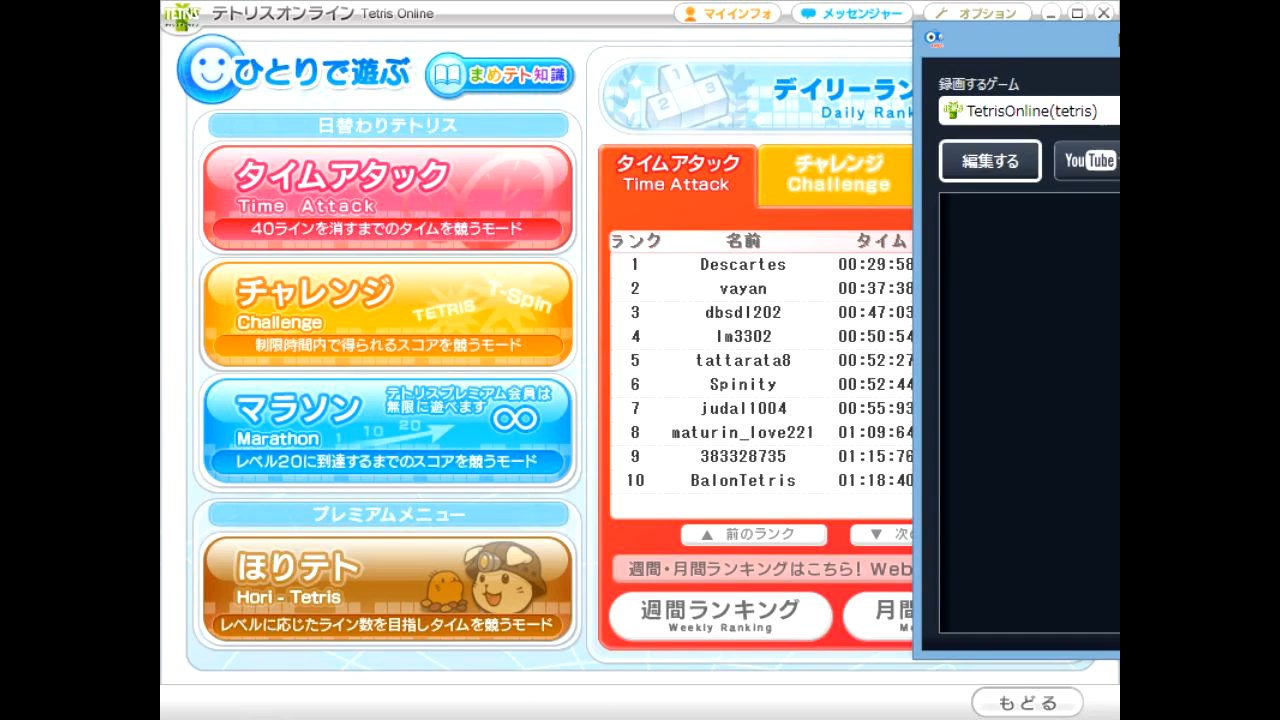 TETRIS
テトリスオンライン Tetris Online
マイインフォ
メッセンジャー
オプション
ひとりで遊ぶ
まめテト知識
日替わりテトリス
タイムアタック
Time Attack
40ラインを消すまでのタイムを競うモード
チャレンジ
Challenge
TETRIS
T-Spin
制限時間内で得られるスコアを競うモード
マラソン
Marathon
テトリスプレミアム会員は
無限に遊べます
1 10 20
レベル20に到達するまでのスコアを競うモード
プレミアムメニュー
ほりテト
Hori - Tetris
レベルに応じたライン数を目指しタイムを競うモード
1 2 3
デイリーラン
Daily Rank
タイムアタック
Time Attack
チャレンジ
Challenge
ランク 名前 タイム
1 Descartes 00:29:58
2 vayan 00:37:38
3 dbsdl202 00:47:03
4 lm3302 00:50:54
5 tattarata8 00:52:27
6 Spinity 00:52:44
7 judal1004 00:55:93
8 maturin_love221 01:09:64
9 383328735 01:15:76
10 BalonTetris 01:18:40
▲ 前のランク
▼ 次
週間・月間ランキングはこちら! Web
週間ランキング
Weekly Ranking
月間
録画するゲーム
TetrisOnline(tetris)
編集する
YouTube
もどる